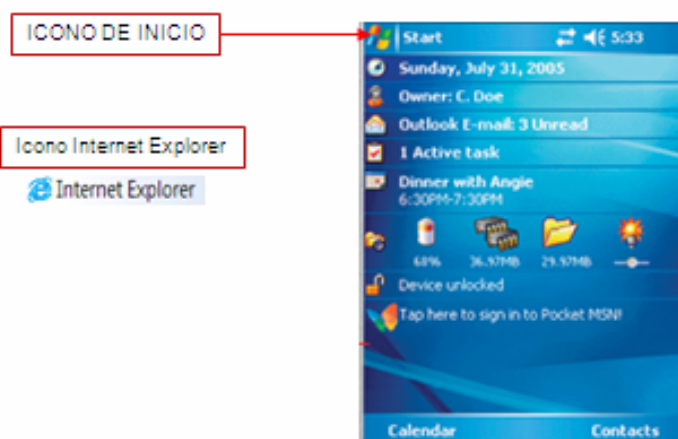 ICONO DE INICIO
Icono Internet Explorer
Internet Explorer
Start 5:33
Sunday, July 31, 2005
Owner: C. Doe
Outlook E-mail: 3 Unread
1 Active task
Dinner with Angie
6:30PM-7:30PM
68% 36.97MB 29.97MB
Device unlocked
Tap here to sign in to Pocket MSN!
Calendar Contacts